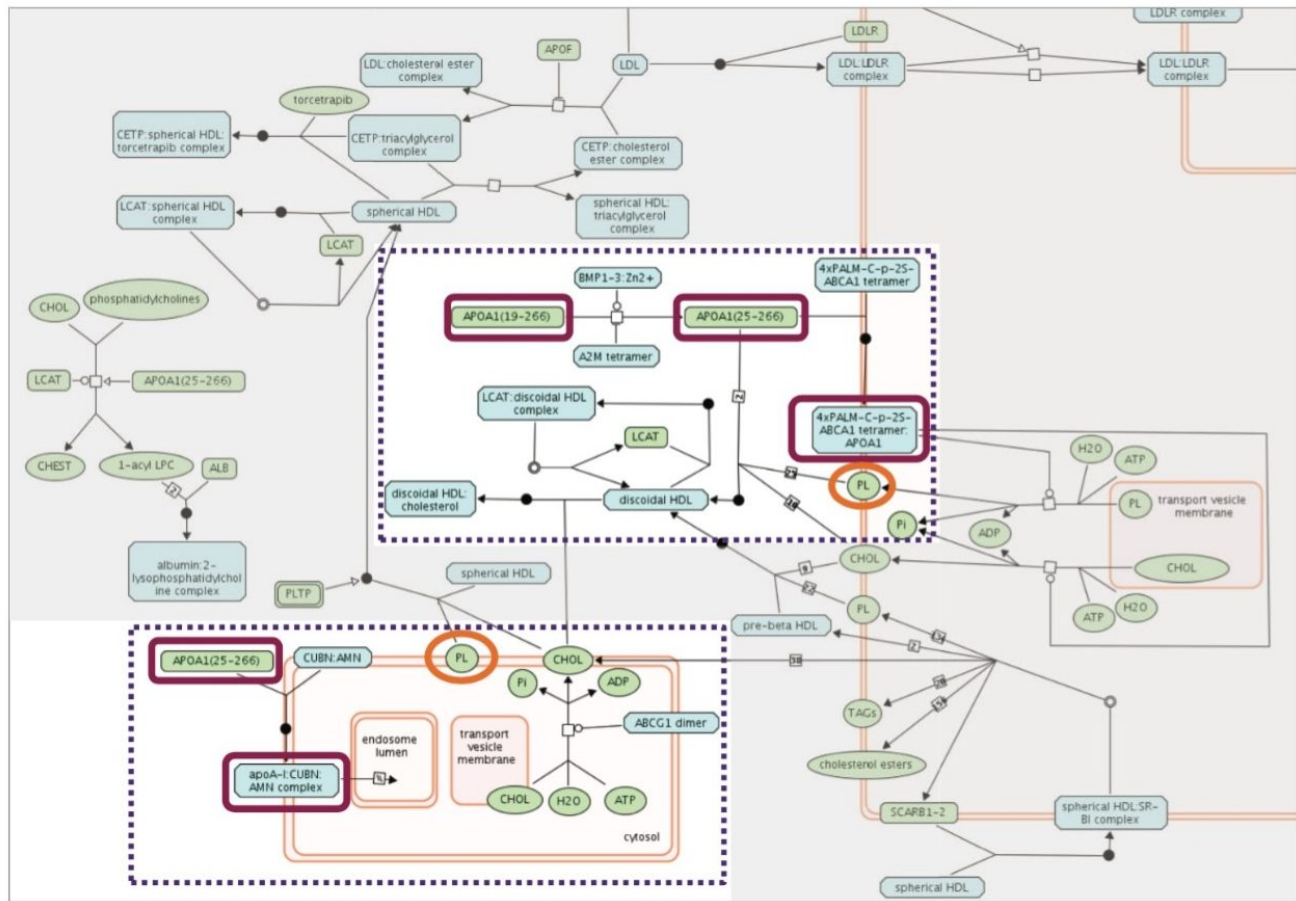 LDLR complex
LDLR
APOF
LDL:cholesterol ester
complex
LDL
LDL:LDLR
complex
LDL:LDLR
complex
torcetrapib
CETP:spherical HDL:
torcetrapib complex
CETP:triacylglycerol
complex
CETP:cholesterol
ester complex
LCAT:spherical HDL
complex
spherical HDL
spherical HDL:
triacylglycerol
complex
LCAT
BMP1-3:Zn2+
4xPALM-C-p-2S-
ABCA1 tetramer
CHOL
phosphatidylcholines
APOA1(19-266)
APOA1(25-266)
A2M tetramer
LCAT
APOA1(25-266)
2
LCAT:discoidal HDL
complex
4xPALM-C-p-2S-
ABCA1 tetramer:
APOA1
LCAT
H2O
ATP
CHEST
1-acyl LPC
ALB
2
discoidal HDL:
cholesterol
discoidal HDL
PL
PL
transport vesicle
membrane
Pi
ADP
albumin:2-
lysophosphatidylchol
ine complex
CHOL
CHOL
spherical HDL
PLTP
PL
ATP
H2O
pre-beta HDL
2
APOA1(25-266)
CUBN:AMN
PL
CHOL
Pi
ADP
TAGs
ABCG1 dimer
endosome
lumen
transport
vesicle
membrane
cholesterol esters
apoA-I:CUBN:
AMN complex
CHOL
H2O
ATP
SCARB1-2
spherical HDL:SR-
BI complex
cytosol
spherical HDL